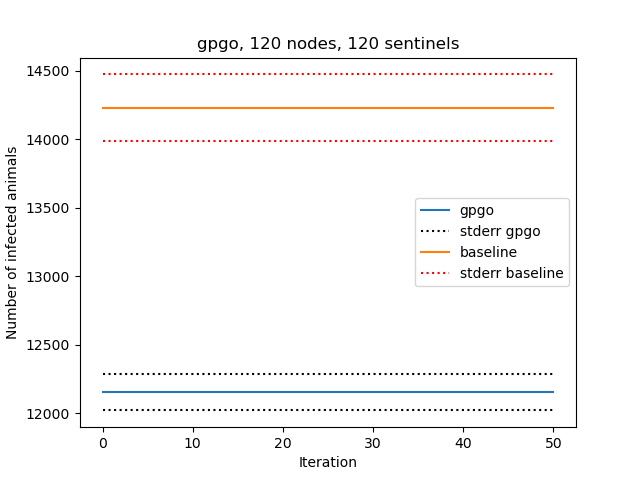 gpgo, 120 nodes, 120 sentinels
14500
14000
13500
13000
12500
12000
Number of infected animals
gpgo
stderr gpgo
baseline
stderr baseline
0
10
20
30
40
50
Iteration